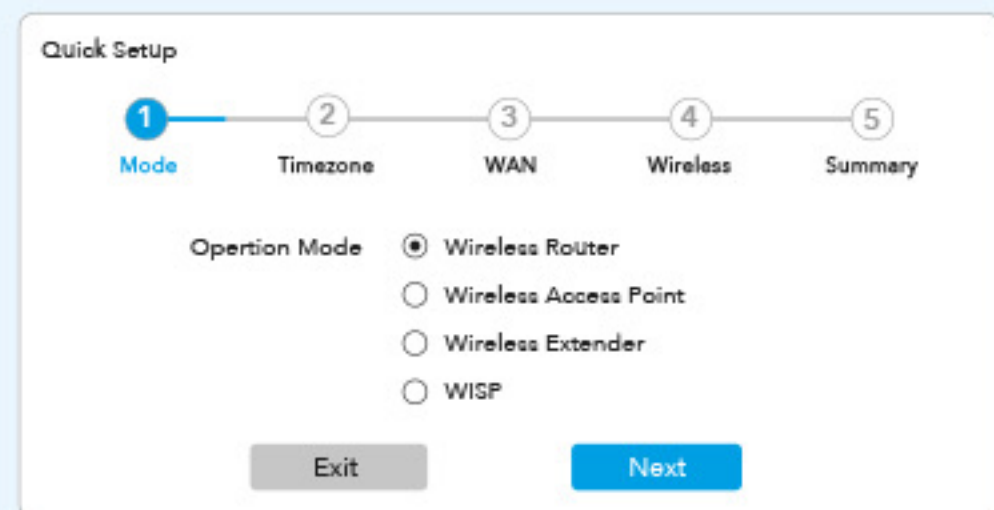 Quick Setup
1 2 3 4 5
Mode Timezone WAN Wireless Summary
Opertion Mode Wireless Router
Wireless Access Point
Wireless Extender
WISP
Exit Next